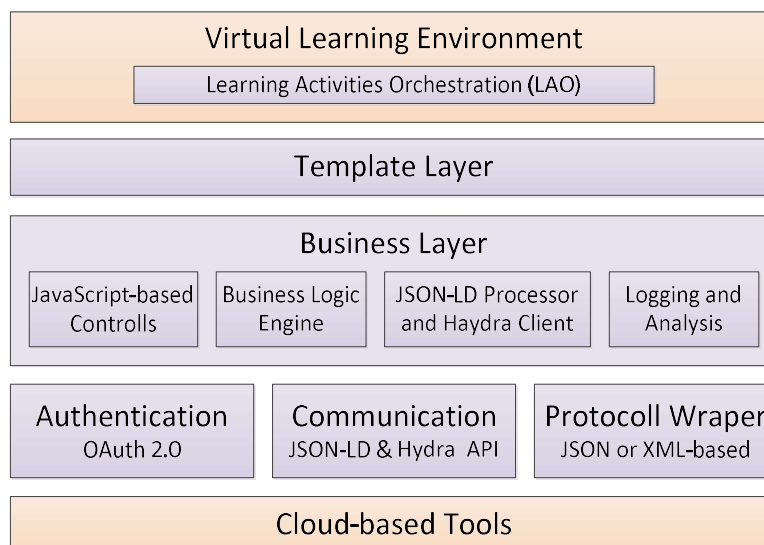 Virtual Learning Environment
Learning Activities Orchestration (LAO)
Template Layer
Business Layer
JavaScript-based
Controlls
Business Logic
Engine
JSON-LD Processor
and Haydra Client
Logging and
Analysis
Authentication
OAuth 2.0
Communication
JSON-LD & Hydra API
Protocoll Wraper
JSON or XML-based
Cloud-based Tools